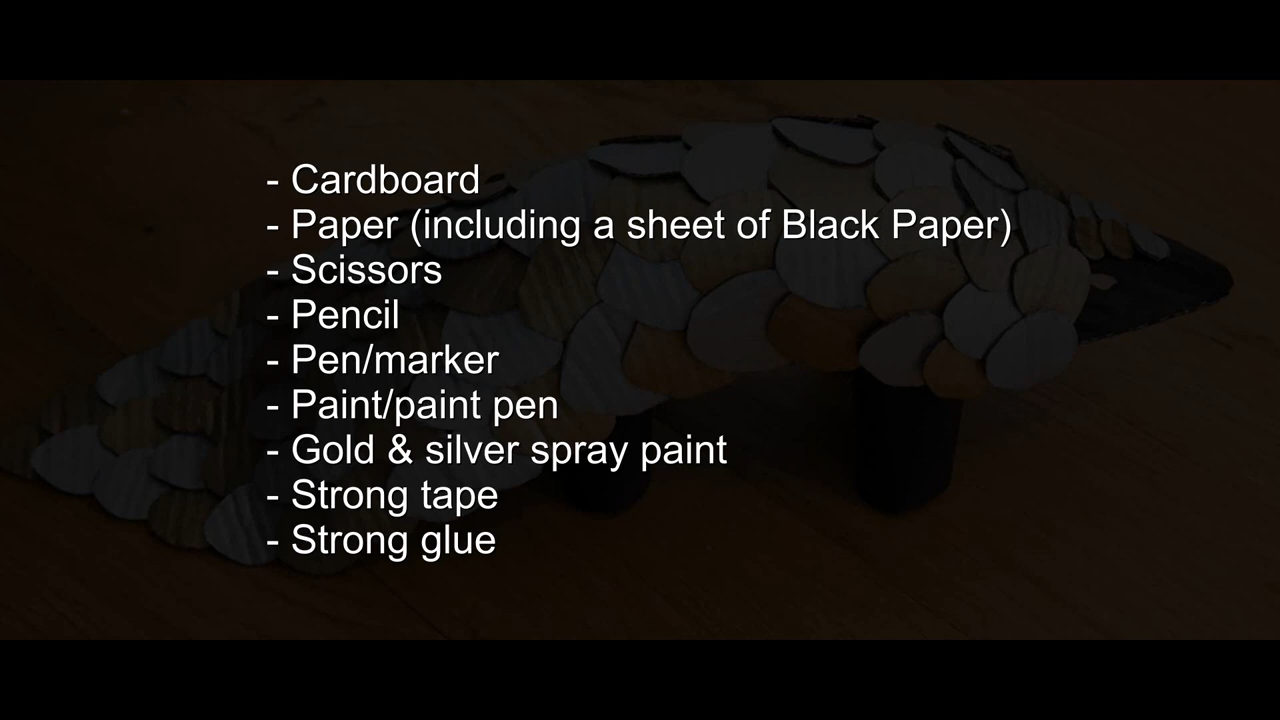 - Cardboard
- Paper (including a sheet of Black Paper)
- Scissors
- Pencil
- Pen/marker
- Paint/paint pen
- Gold & silver spray paint
- Strong tape
- Strong glue